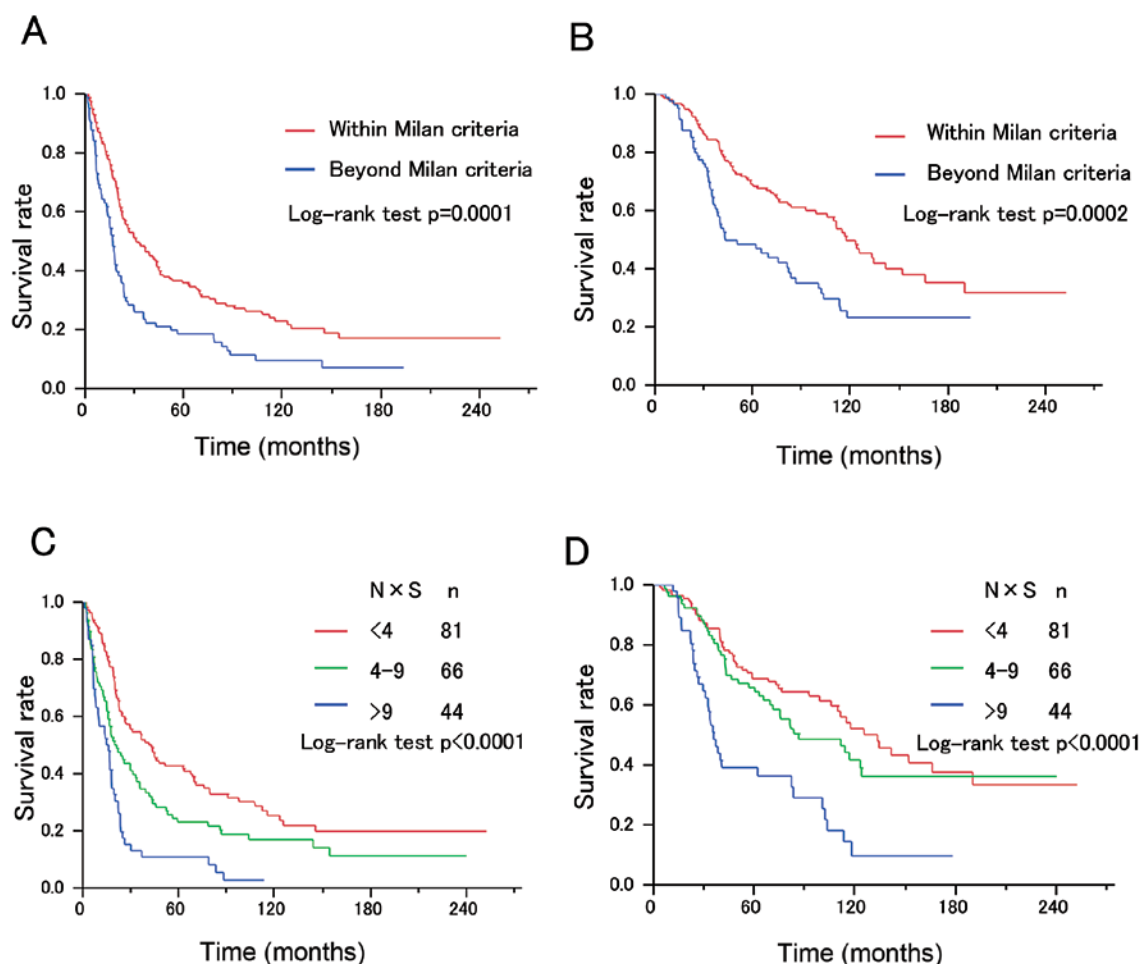 A
1.0
0.8
0.6
0.4
0.2
0.0
Survival rate
Within Milan criteria
Beyond Milan criteria
Log-rank test p=0.0001
0 60 120 180 240
Time (months)
B
1.0
0.8
0.6
0.4
0.2
0.0
Survival rate
Within Milan criteria
Beyond Milan criteria
Log-rank test p=0.0002
0 60 120 180 240
Time (months)
C
1.0
0.8
0.6
0.4
0.2
0.0
Survival rate
N × S n
<4 81
4-9 66
>9 44
Log-rank test p<0.0001
0 60 120 180 240
Time (months)
D
1.0
0.8
0.6
0.4
0.2
0.0
Survival rate
N × S n
<4 81
4-9 66
>9 44
Log-rank test p<0.0001
0 60 120 180 240
Time (months)